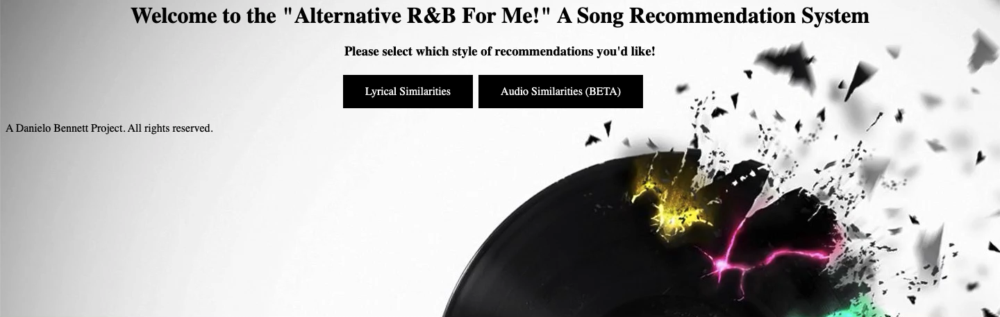 Welcome to the "Alternative R&B For Me!" A Song Recommendation System
Please select which style of recommendations you'd like!
Lyrical Similarities
Audio Similarities (BETA)
A Danielo Bennett Project. All rights reserved.